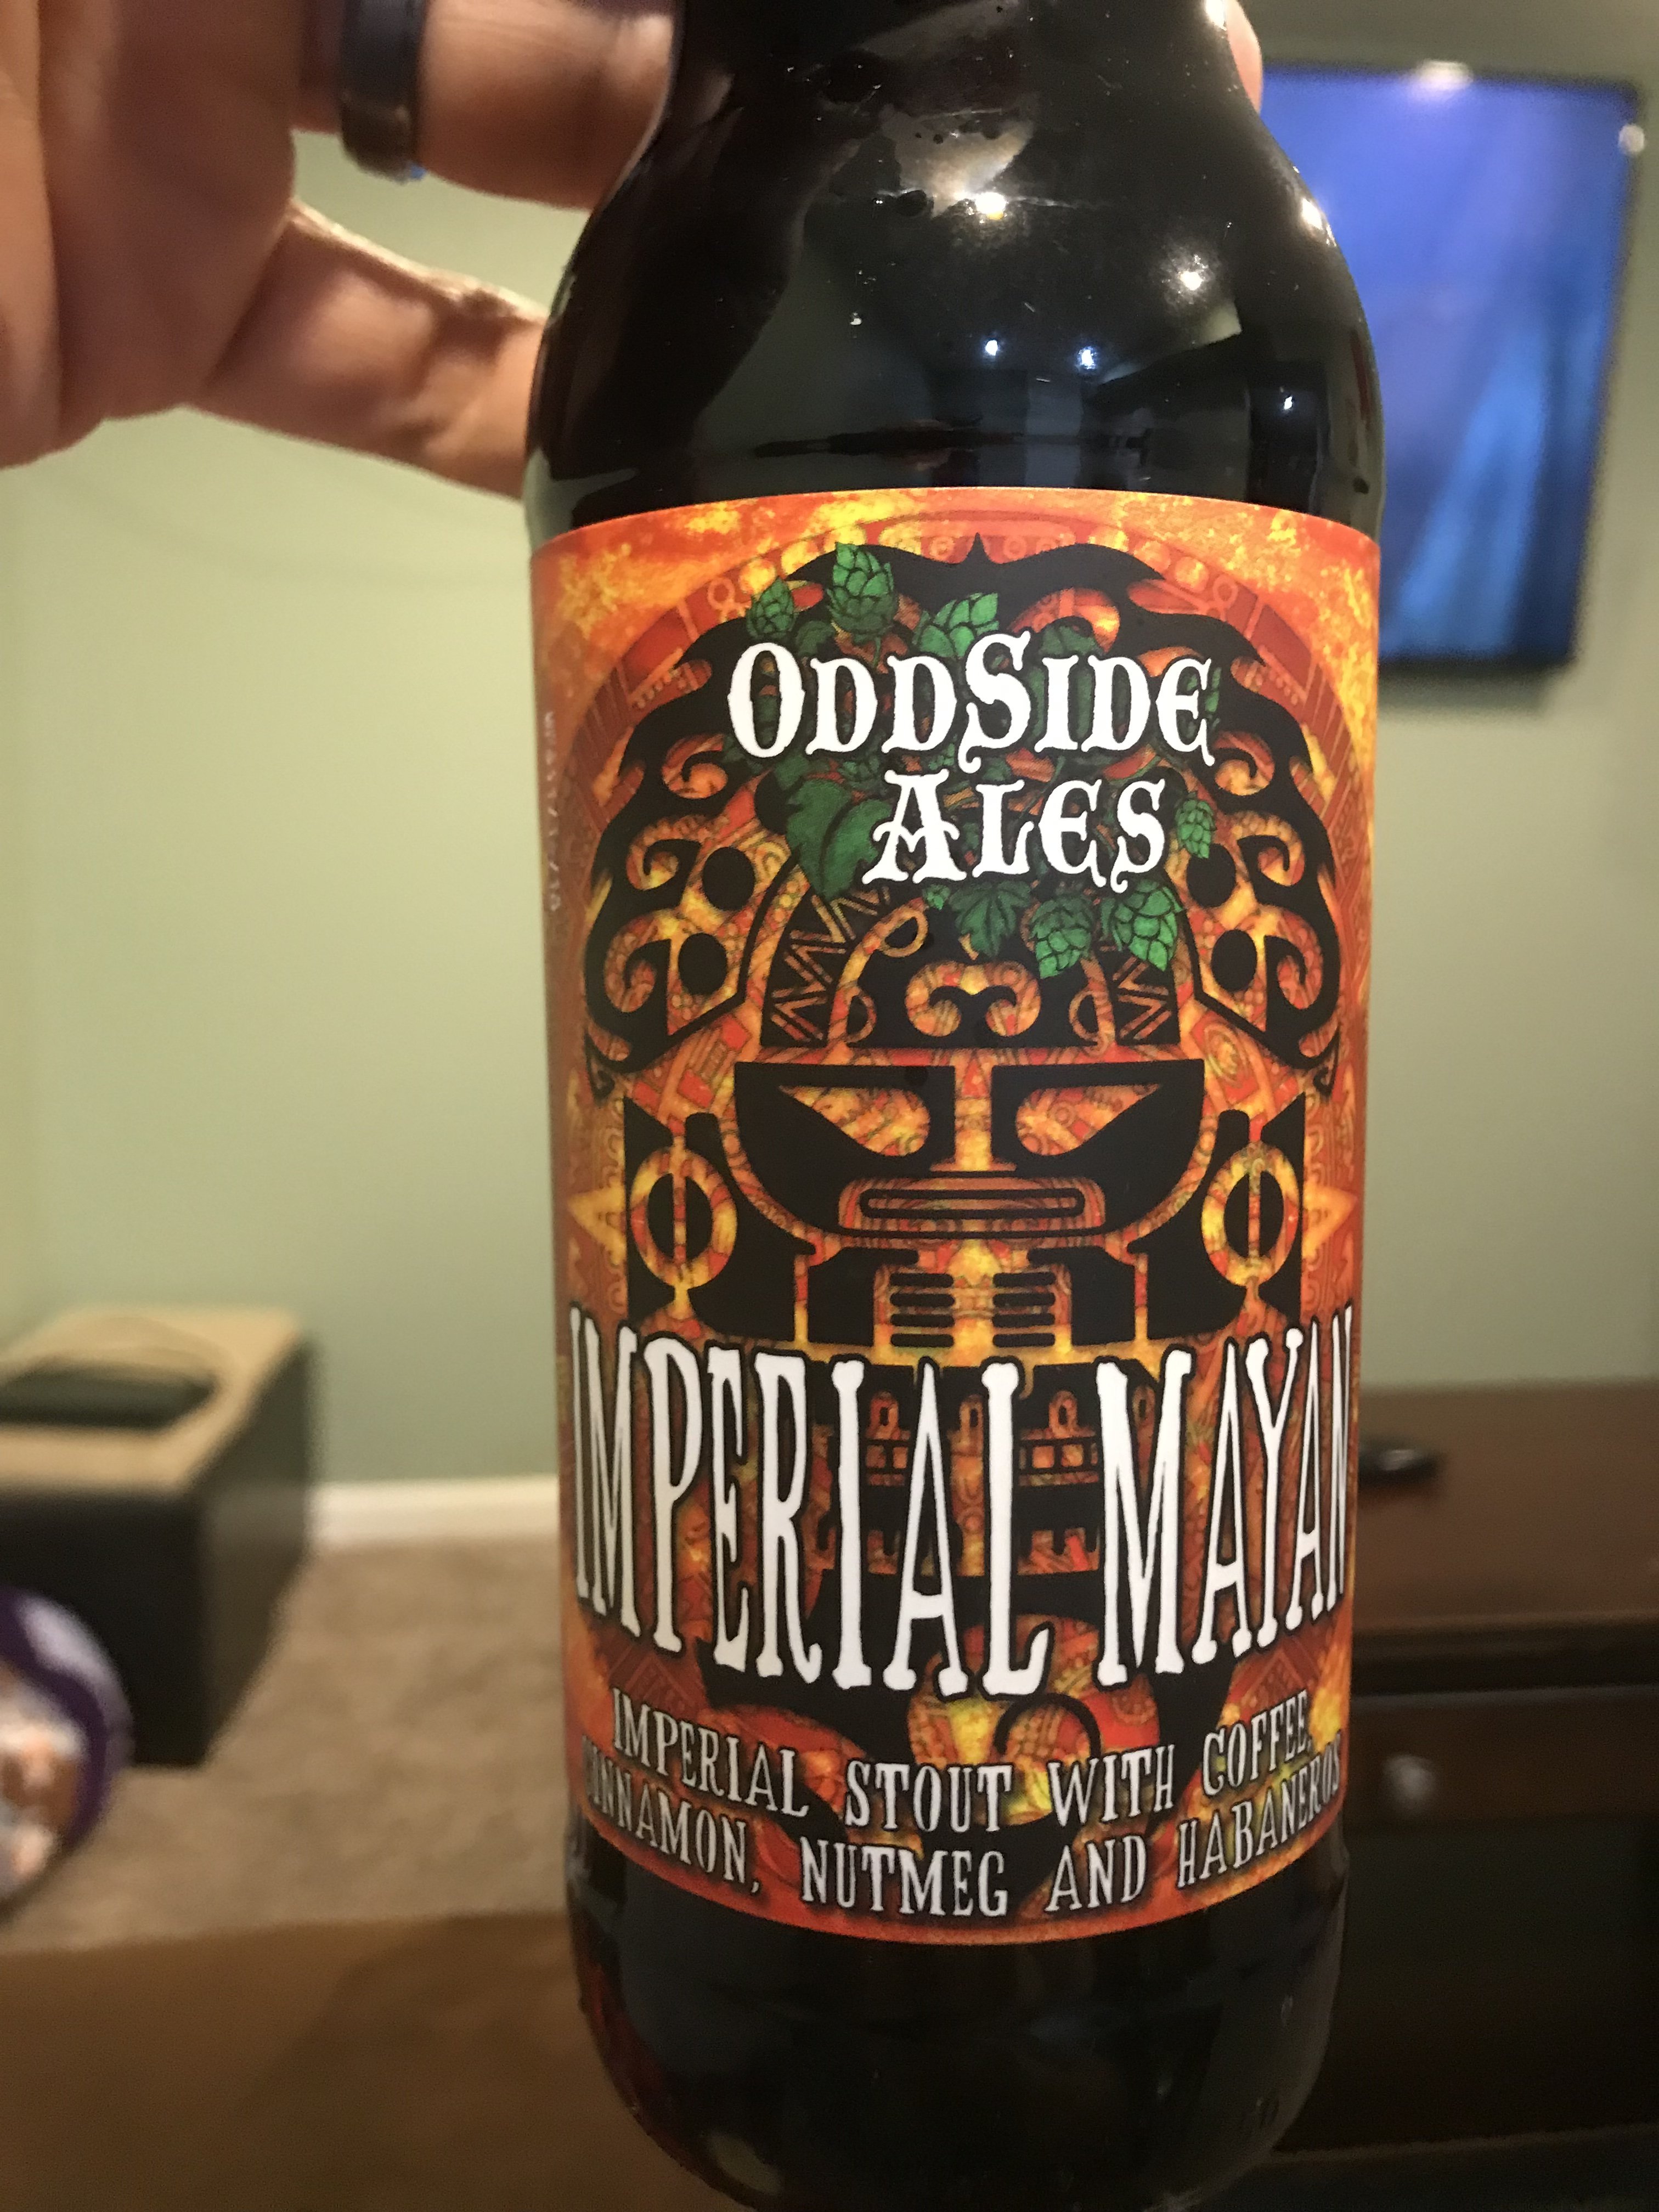 ODDSIDE
ALES
IMPERIAL MAYAN
IMPERIAL STOUT WITH COFFEE,
CINNAMON, NUTMEG AND HABANEROS